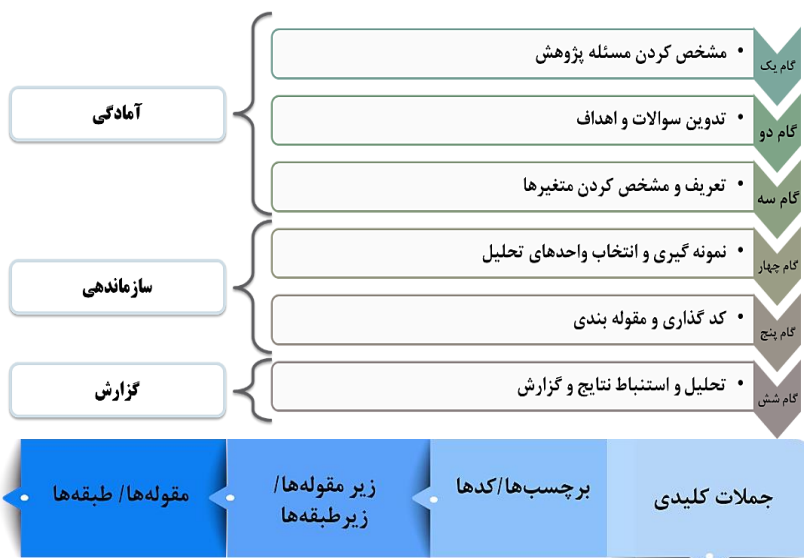 گام یک
• مشخص کردن مسئله پژوهش
گام دو
• تدوین سوالات و اهداف
آمادگی
گام سه
• تعریف و مشخص کردن متغیرها
گام چهار
• نمونه گیری و انتخاب واحدهای تحلیل
سازماندهی
گام پنج
• کد گذاری و مقوله بندی
گام شش
• تحلیل و استنباط نتایج و گزارش
گزارش
جملات کلیدی
برچسب‌ها/کدها
زیر مقوله‌ها/
زیرطبقه‌ها
مقوله‌ها/ طبقه‌ها